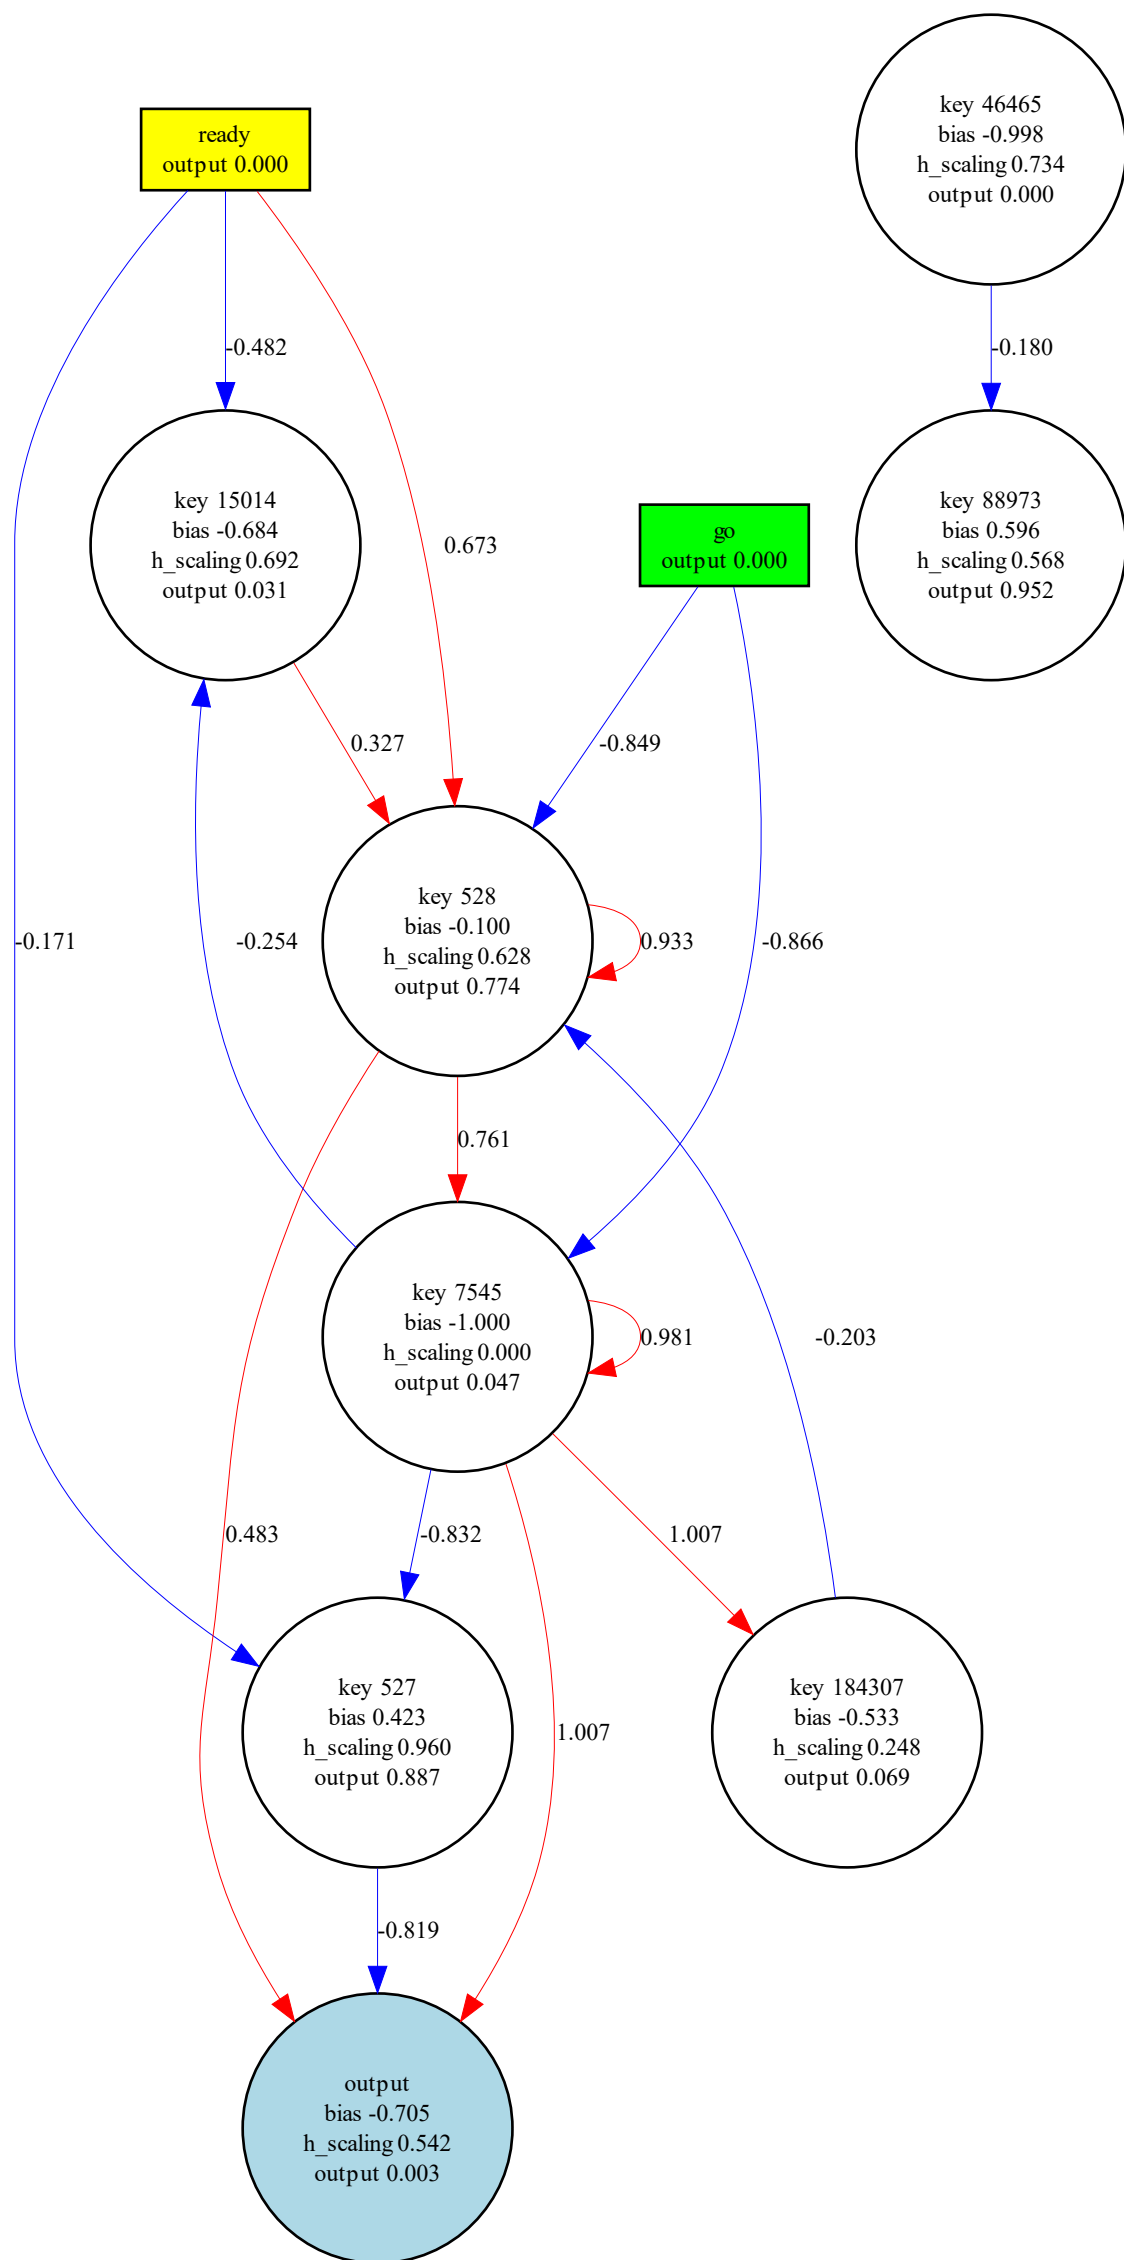 key 46465
bias -0.998
h_scaling 0.734
output 0.000
ready
output 0.000
-0.482
-0.180
key 15014
bias -0.684
h_scaling 0.692
output 0.031
0.673
go
output 0.000
key 88973
bias 0.596
h_scaling 0.568
output 0.952
0.327
-0.849
key 528
bias -0.100
h_scaling 0.628
output 0.774
-0.171
-0.254
0.933
-0.866
0.761
key 7545
bias -1.000
h_scaling 0.000
output 0.047
0.981
-0.203
0.483
-0.832
1.007
key 527
bias 0.423
h_scaling 0.960
output 0.887
1.007
key 184307
bias -0.533
h_scaling 0.248
output 0.069
-0.819
output
bias -0.705
h_scaling 0.542
output 0.003